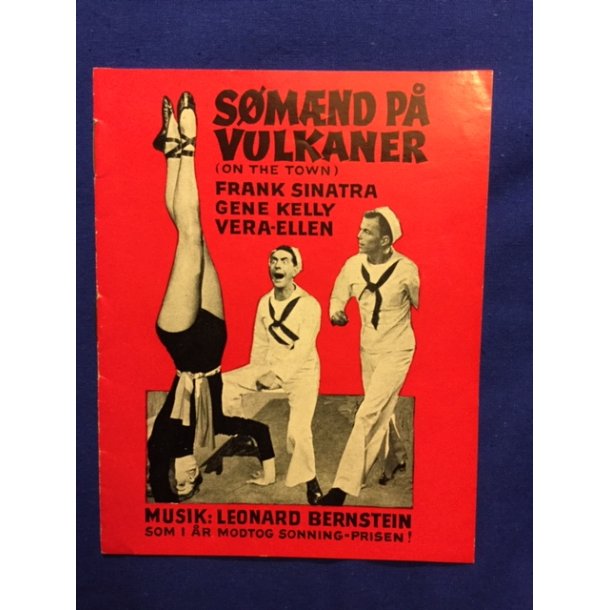 SØMÆND PÅ
VULKANER
(ON THE TOWN)
FRANK SINATRA
GENE KELLY
VERA-ELLEN
MUSIK: LEONARD BERNSTEIN
SOM I ÅR MODTOG SONNING-PRISEN!